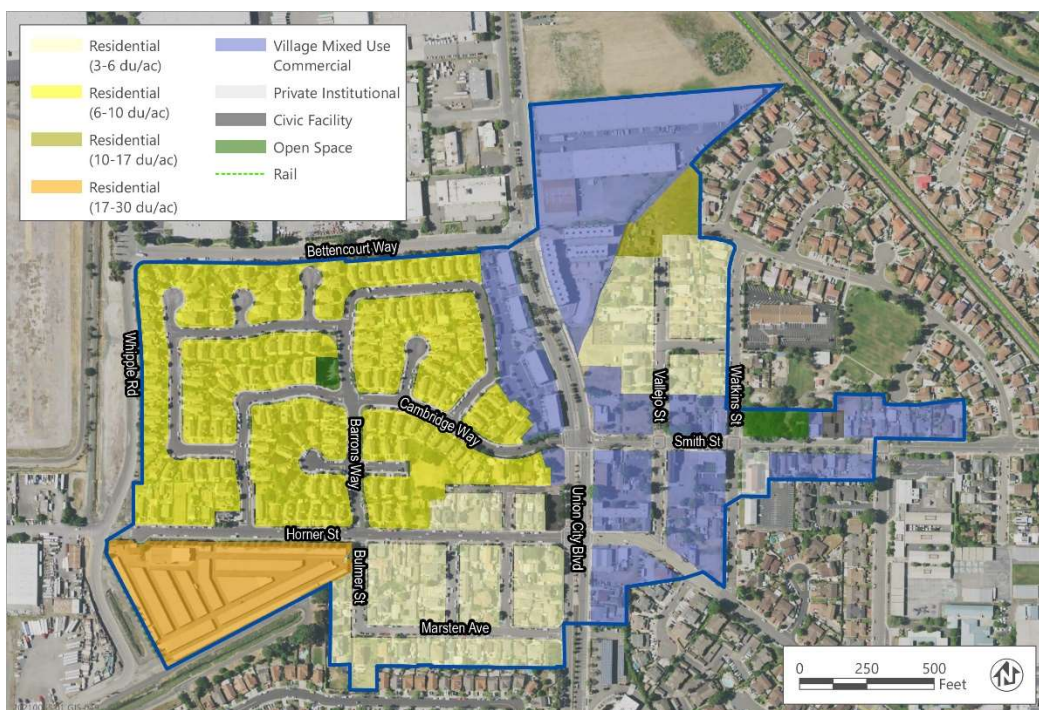 Residential
(3-6 du/ac)
Residential
(6-10 du/ac)
Residential
(10-17 du/ac)
Residential
(17-30 du/ac)
Village Mixed Use
Commercial
Private Institutional
Civic Facility
Open Space
Rail
Bettencourt Way
Whipple Rd
Cambridge Way
Barrons Way
Vallejo St
Watkins St
Smith St
Union City Blvd
Horner St
Bulmer St
Marsten Ave
0 250 500
Feet
N